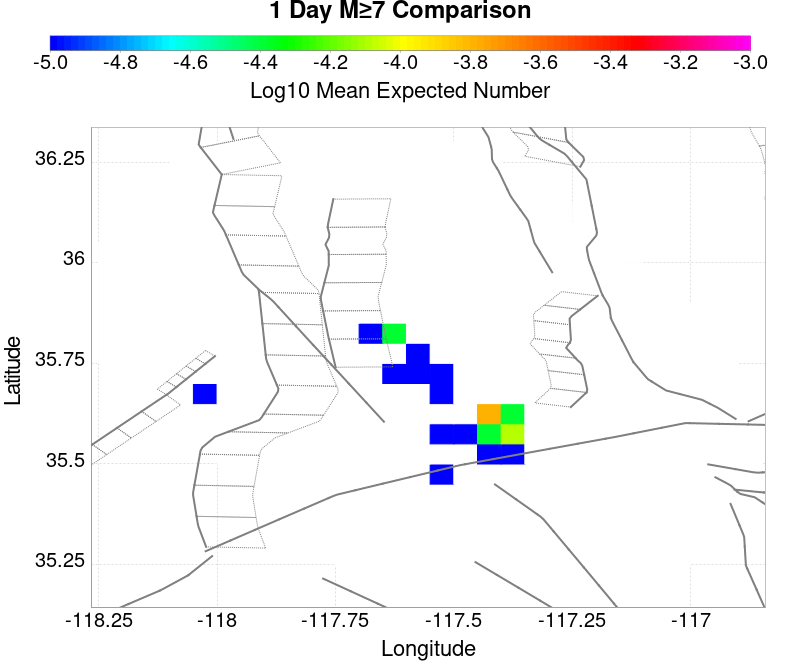 1 Day M≥7 Comparison
-5.0 -4.8 -4.6 -4.4 -4.2 -4.0 -3.8 -3.6 -3.4 -3.2 -3.0
Log10 Mean Expected Number
36.25
36
35.75
35.5
35.25
Latitude
-118.25 -118 -117.75 -117.5 -117.25 -117
Longitude